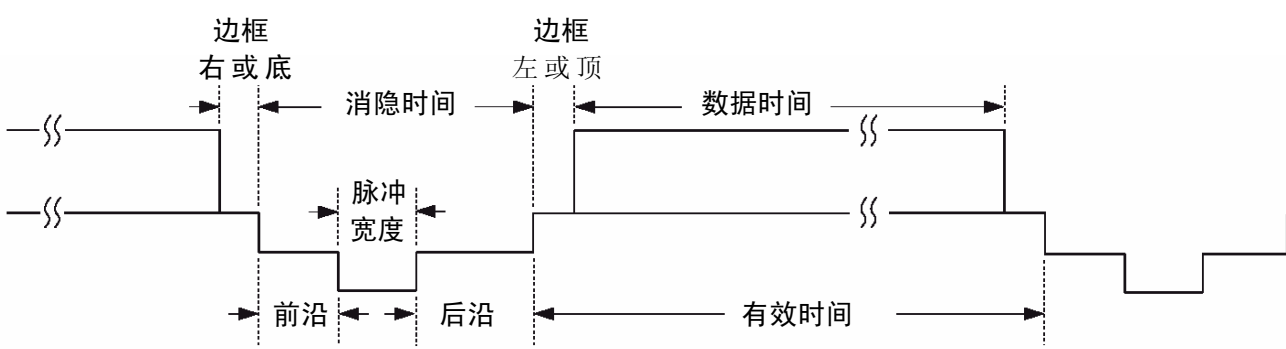 边框
右或底
边框
左或顶
消隐时间
数据时间
脉冲
宽度
前沿
后沿
有效时间